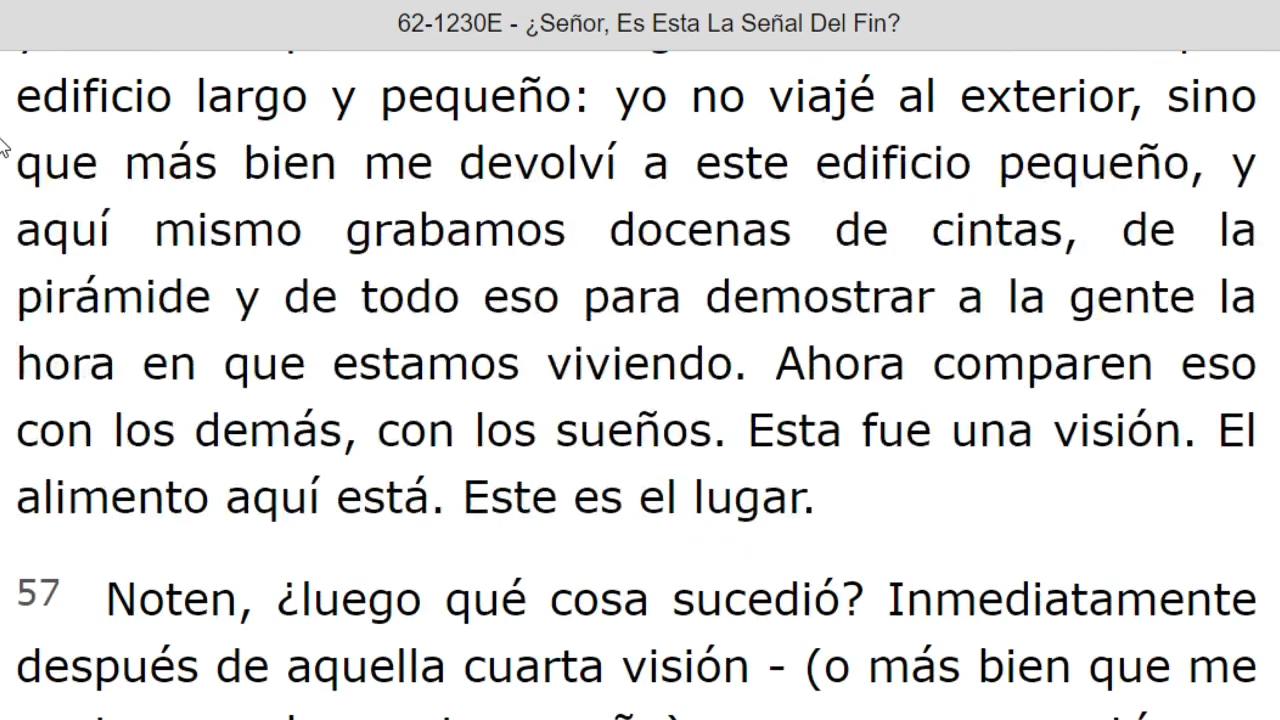 62-1230E - ¿Señor, Es Esta La Señal Del Fin?
edificio largo y pequeño: yo no viajé al exterior, sino
que más bien me devolví a este edificio pequeño, y
aquí mismo grabamos docenas de cintas, de la
pirámide y de todo eso para demostrar a la gente la
hora en que estamos viviendo. Ahora comparen eso
con los demás, con los sueños. Esta fue una visión. El
alimento aquí está. Este es el lugar.
57 Noten, ¿luego qué cosa sucedió? Inmediatamente
después de aquella cuarta visión - (o más bien que me